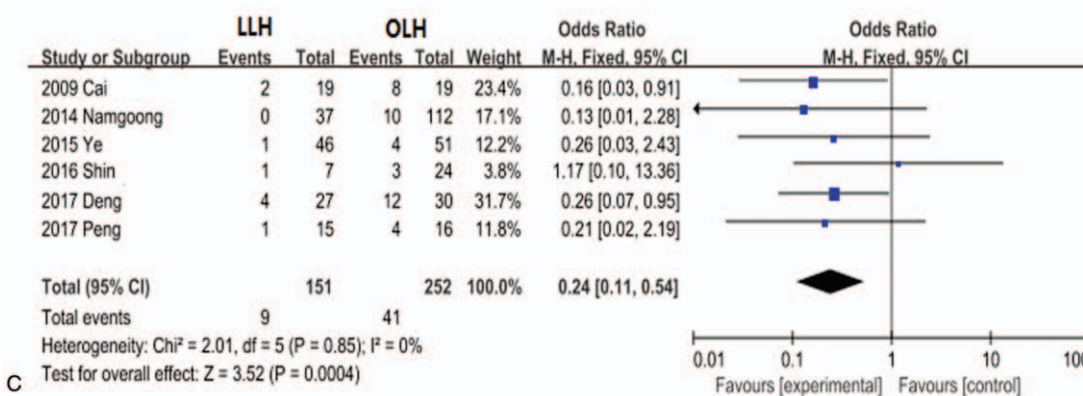 LLH OLH Odds Ratio Odds Ratio
Study or Subgroup Events Total Events Total Weight M-H, Fixed, 95% CI M-H, Fixed, 95% CI
2009 Cai 2 19 8 19 23.4% 0.16 [0.03, 0.91]
2014 Namgoong 0 37 10 112 17.1% 0.13 [0.01, 2.28]
2015 Ye 1 46 4 51 12.2% 0.26 [0.03, 2.43]
2016 Shin 1 7 3 24 3.8% 1.17 [0.10, 13.36]
2017 Deng 4 27 12 30 31.7% 0.26 [0.07, 0.95]
2017 Peng 1 15 4 16 11.8% 0.21 [0.02, 2.19]
Total (95% CI) 151 252 100.0% 0.24 [0.11, 0.54]
Total events 9 41
Heterogeneity: Chi² = 2.01, df = 5 (P = 0.85); I² = 0%
Test for overall effect: Z = 3.52 (P = 0.0004)
0.01 0.1 1 10 100
Favours [experimental] Favours [control]
C